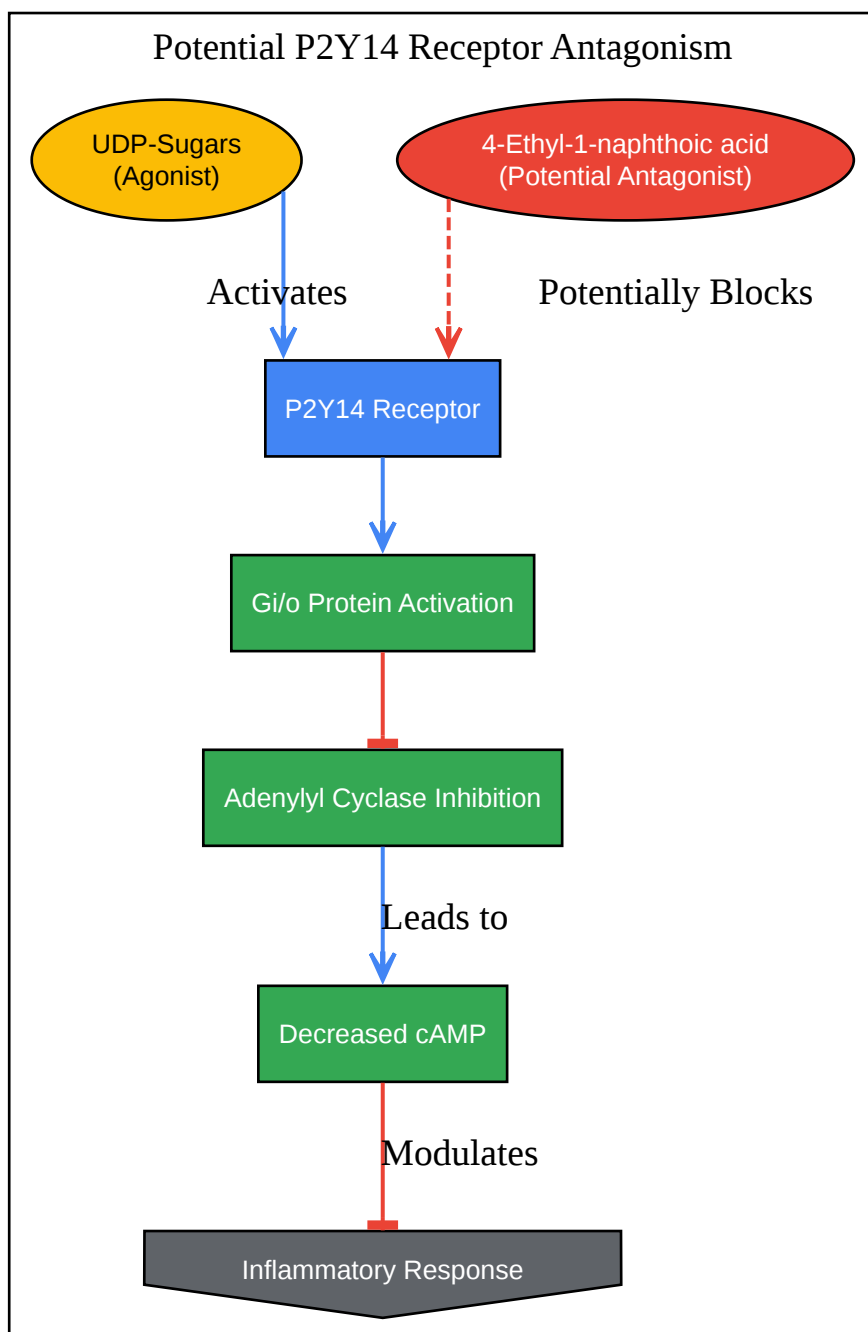 Potential P2Y14 Receptor Antagonism
UDP-Sugars
(Agonist)
4-Ethyl-1-naphthoic acid
(Potential Antagonist)
Activates
Potentially Blocks
P2Y14 Receptor
Gi/o Protein Activation
Adenylyl Cyclase Inhibition
Leads to
Decreased cAMP
Modulates
Inflammatory Response